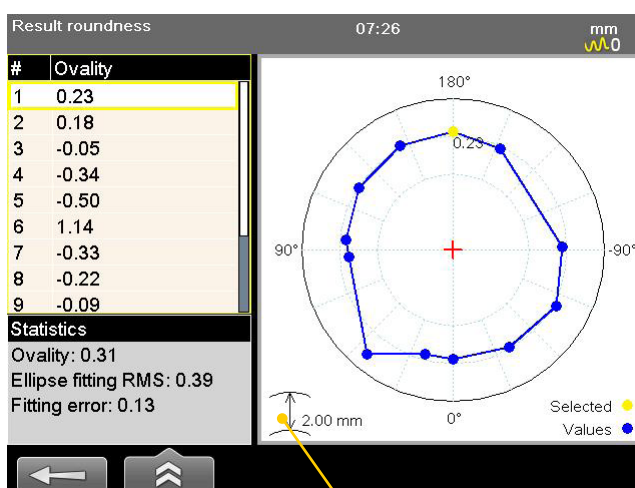 Result roundness 07:26 mm
0
# Ovality
1 0.23
2 0.18
3 -0.05
4 -0.34
5 -0.50
6 1.14
7 -0.33
8 -0.22
9 -0.09
Statistics
Ovality: 0.31
Ellipse fitting RMS: 0.39
Fitting error: 0.13
180°
0.23
90°
-90°
0°
2.00 mm
Selected
Values